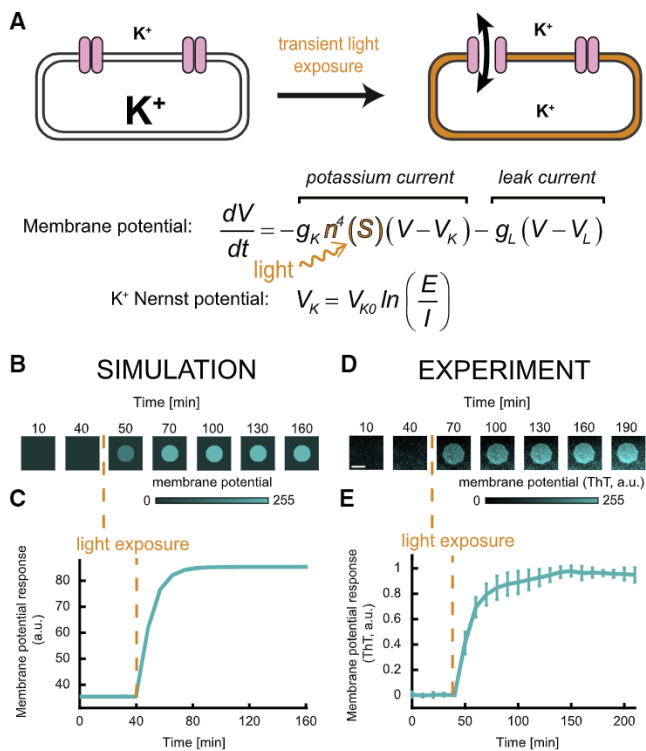 A
K⁺
K⁺
transient light
exposure
K⁺
K⁺
potassium current
leak current
Membrane potential: dV/dt = -g_K n⁴(S)(V-V_K) - g_L(V-V_L)
light
K⁺ Nernst potential: V_K = V_K0 ln(E/I)
B
SIMULATION
Time [min]
10 40 50 70 100 130 160
membrane potential
0 255
C
light exposure
Membrane potential response
(a.u.)
80
70
60
50
40
0 40 80 120 160
Time [min]
D
EXPERIMENT
Time [min]
10 40 70 100 130 160 190
membrane potential (ThT, a.u.)
0 255
E
light exposure
Membrane potential response
(ThT, a.u.)
1
0.8
0.6
0.4
0.2
0
0 50 100 150 200
Time [min]